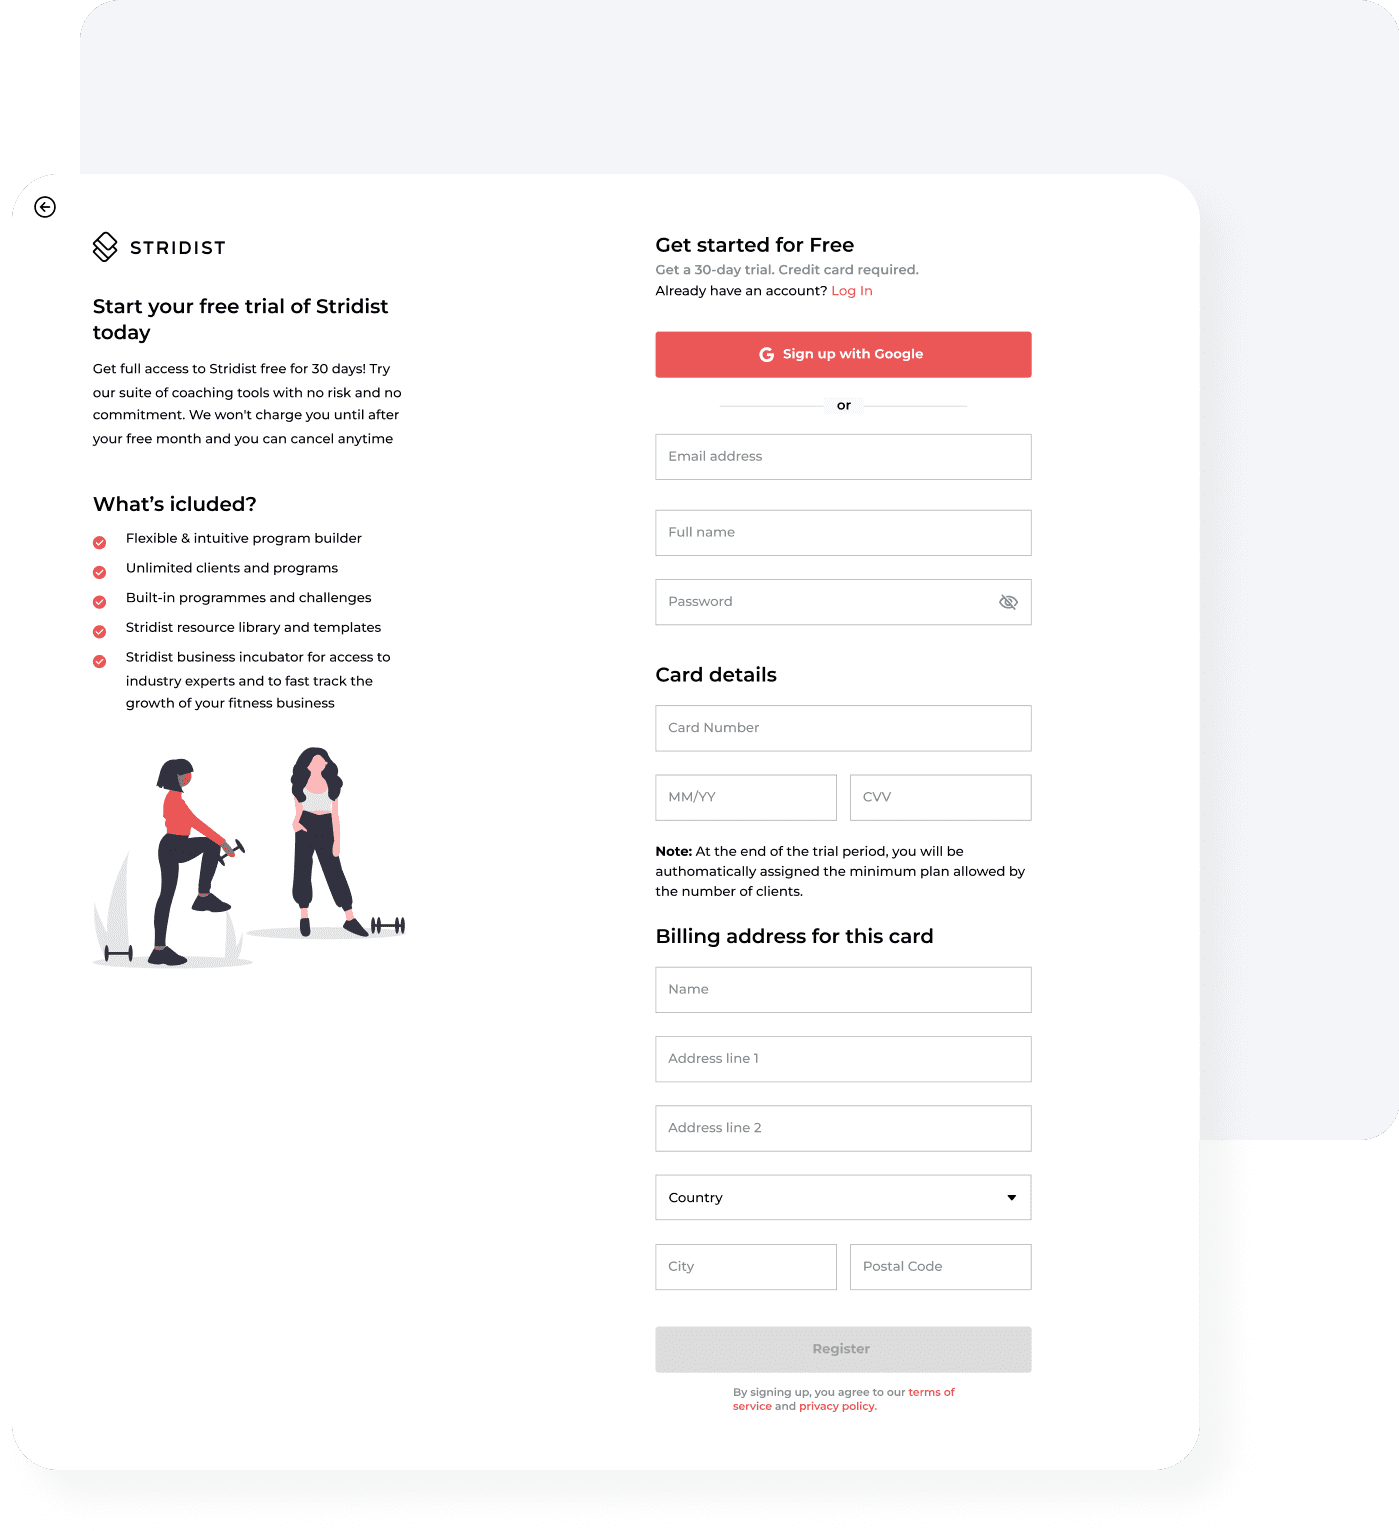 STRIDIST
Start your free trial of Stridist
today
Get full access to Stridist free for 30 days! Try
our suite of coaching tools with no risk and no
commitment. We won't charge you until after
your free month and you can cancel anytime
What's icluded?
Flexible & intuitive program builder
Unlimited clients and programs
Built-in programmes and challenges
Stridist resource library and templates
Stridist business incubator for access to
industry experts and to fast track the
growth of your fitness business
Get started for Free
Get a 30-day trial. Credit card required.
Already have an account? Log In
G Sign up with Google
or
Email address
Full name
Password
Card details
Card Number
MM/YY CVV
Note: At the end of the trial period, you will be
authomatically assigned the minimum plan allowed by
the number of clients.
Billing address for this card
Name
Address line 1
Address line 2
Country
City Postal Code
Register
By signing up, you agree to our terms of
service and privacy policy.